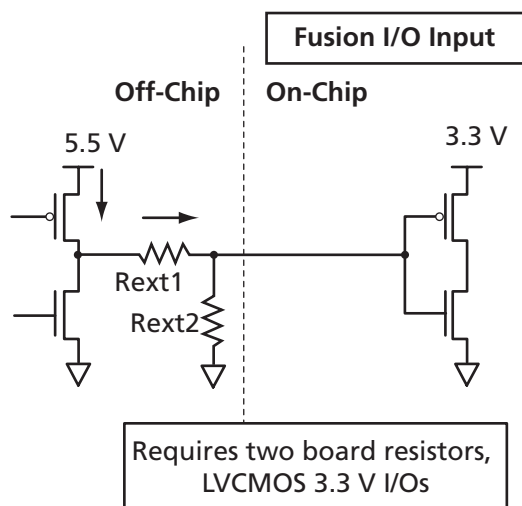 Fusion I/O Input
Off-Chip
On-Chip
5.5 V
3.3 V
Rext1
Rext2
Requires two board resistors,
LVCMOS 3.3 V I/Os